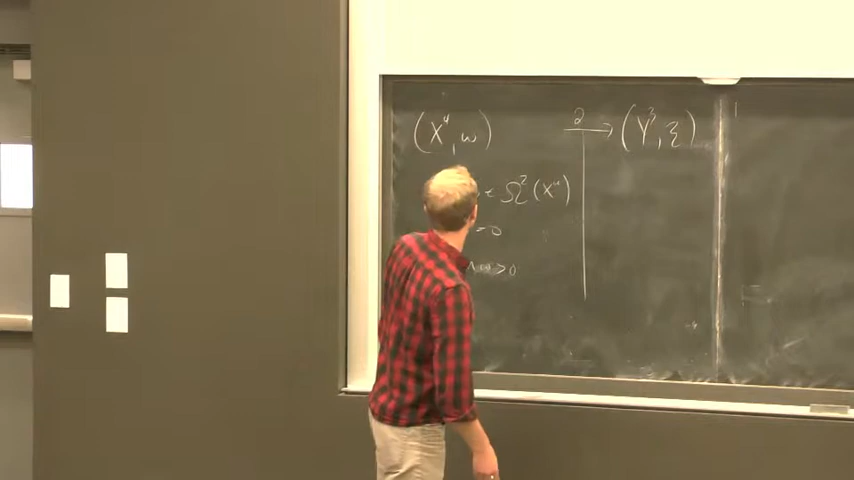 (X⁴, ω) ∂→ (Y³, ξ)
∈ Ω²(X⁴)
=0
∧ω>0